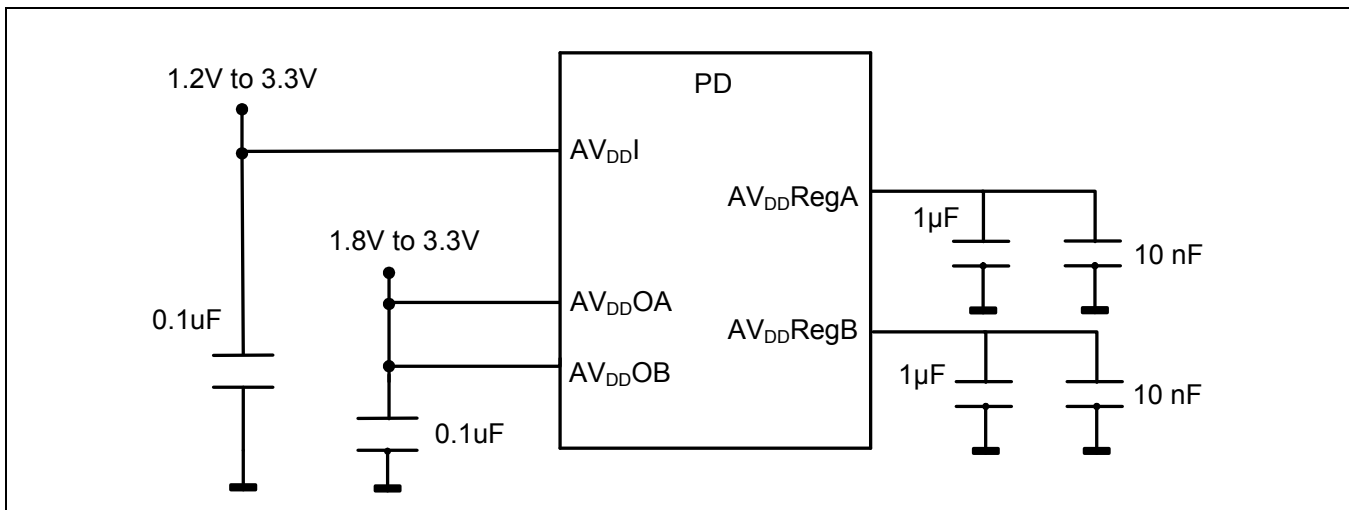 PD
1.2V to 3.3V
AVDDI
AVDDRegA
1µF
10 nF
1.8V to 3.3V
AVDDOA
0.1uF
AVDDRegB
AVDDOB
1µF
10 nF
0.1uF